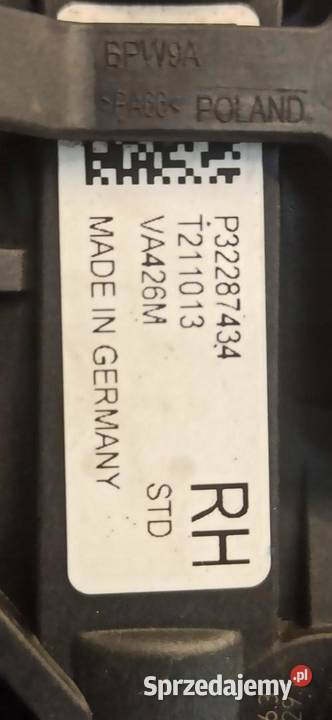 BPW9A
>PA66< POLAND
P32287434
T211013
VA426M
MADE IN GERMANY
RH
STD
Sprzedajemy.pl